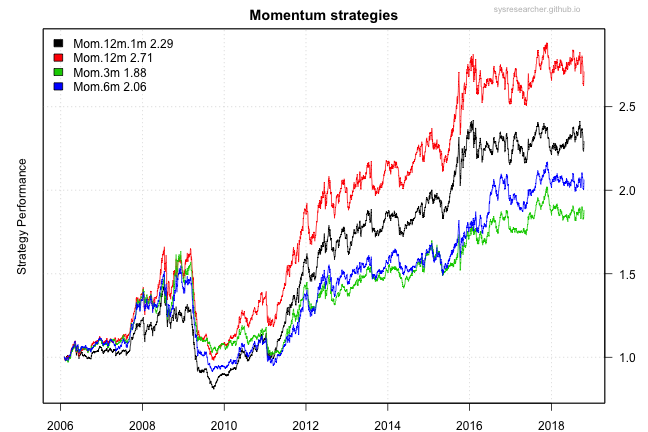 Momentum strategies
sysresearcher.github.io
Mom.12m.1m 2.29
Mom.12m 2.71
Mom.3m 1.88
Mom.6m 2.06
Strategy Performance
2.5
2.0
1.5
1.0
2006 2008 2010 2012 2014 2016 2018